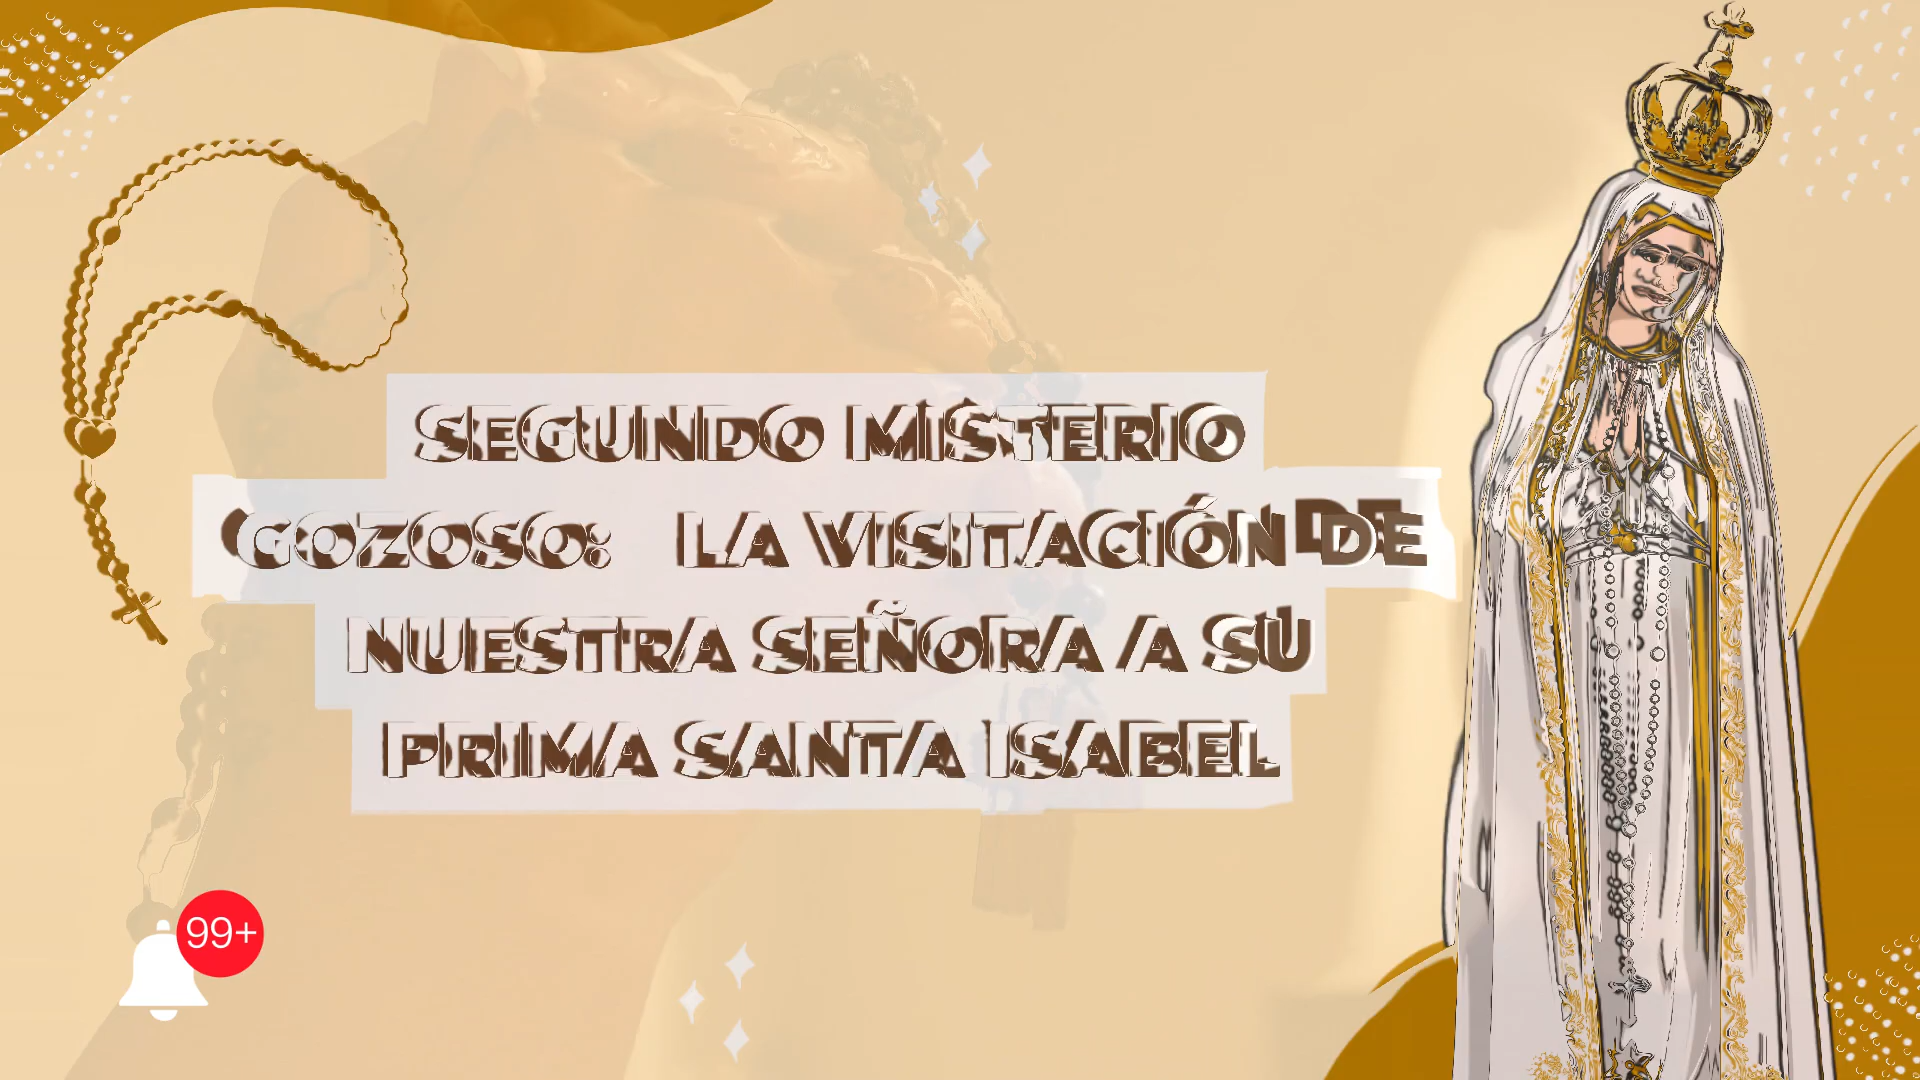 SEGUNDO MISTERIO
GOZOSO: LA VISITACIÓN DE
NUESTRA SEÑORA A SU
PRIMA SANTA ISABEL
99+